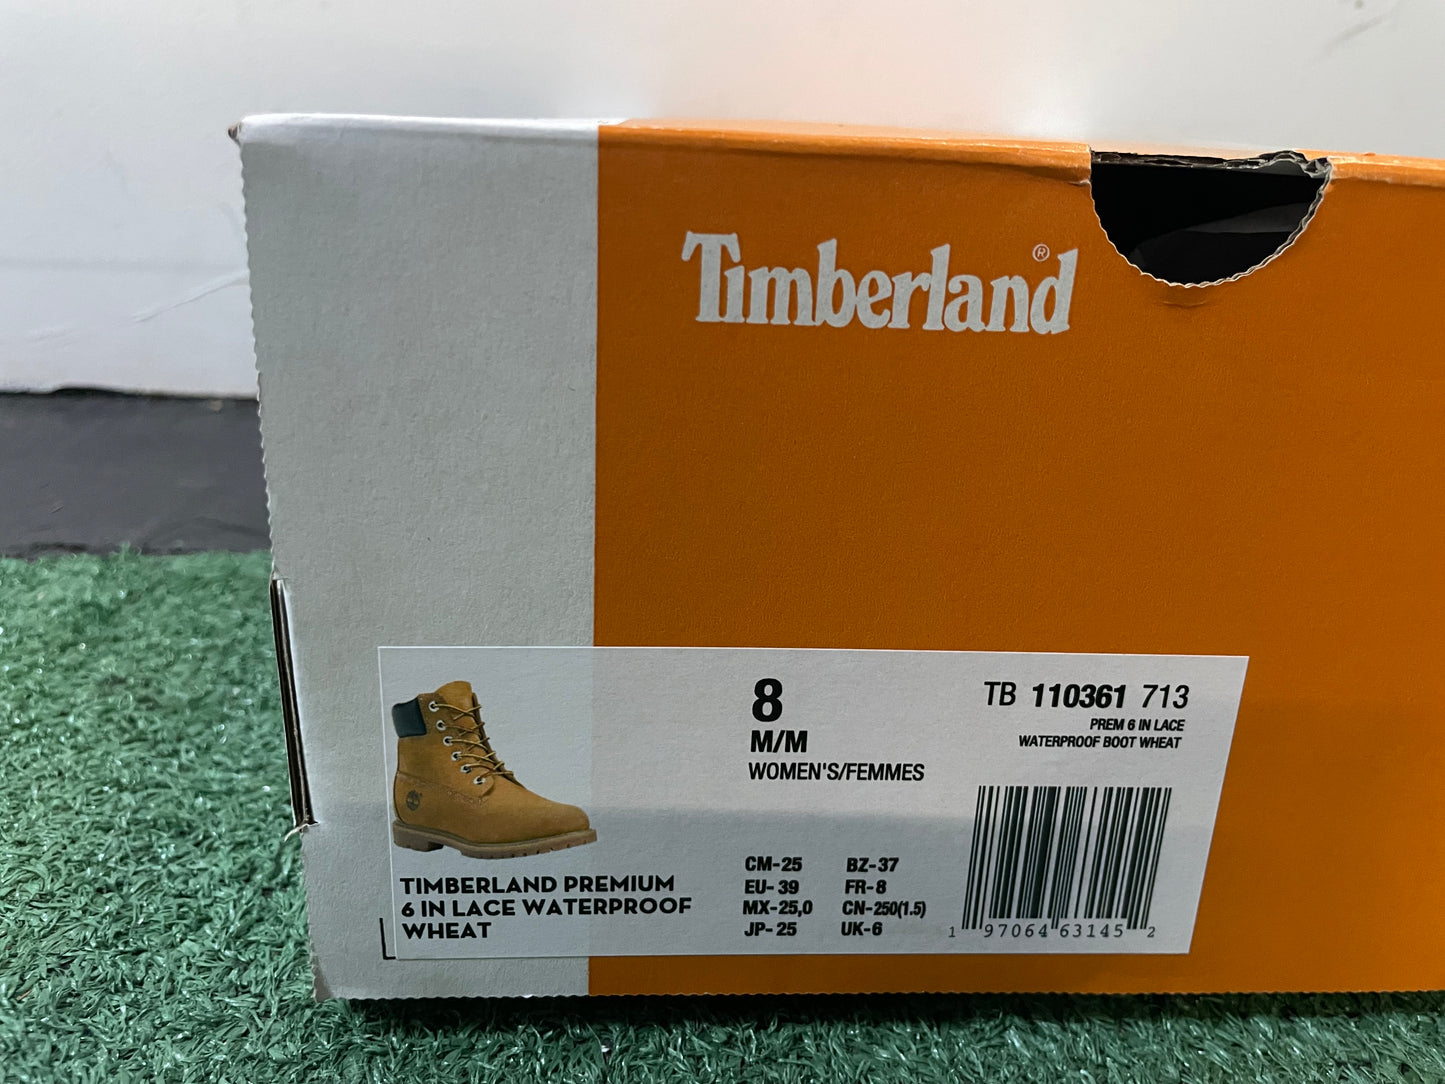 Timberland®
8
M/M
WOMEN'S/FEMMES
TB 110361 713
PREM 6 IN LACE
WATERPROOF BOOT WHEAT
TIMBERLAND PREMIUM
6 IN LACE WATERPROOF
WHEAT
CM-25 BZ-37
EU-39 FR-8
MX-25,0 CN-250(1.5)
JP-25 UK-6
1 97064 63145 2